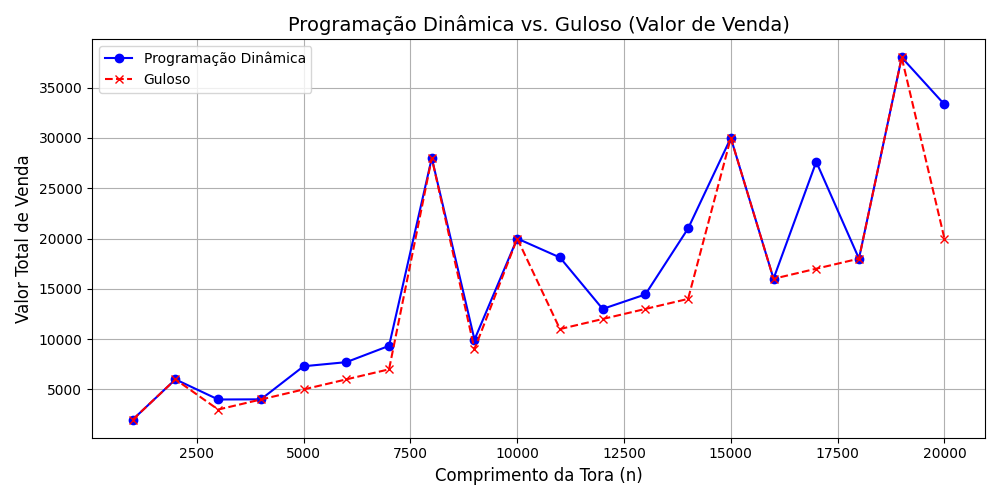 Programação Dinâmica vs. Guloso (Valor de Venda)
Programação Dinâmica
Guloso
Valor Total de Venda
35000
30000
25000
20000
15000
10000
5000
2500 5000 7500 10000 12500 15000 17500 20000
Comprimento da Tora (n)